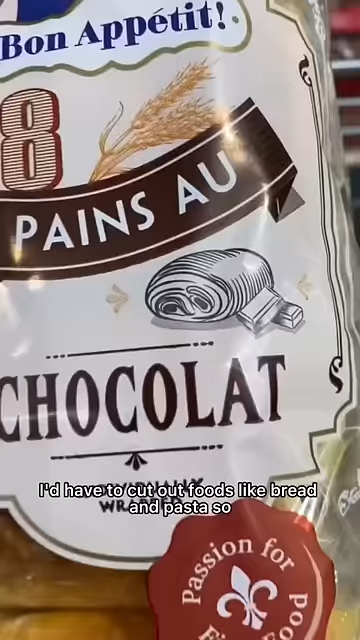 Bon Appétit!
8
PAINS AU
CHOCOLAT
I'd have to cut out foods like bread
and pasta so
Passion for